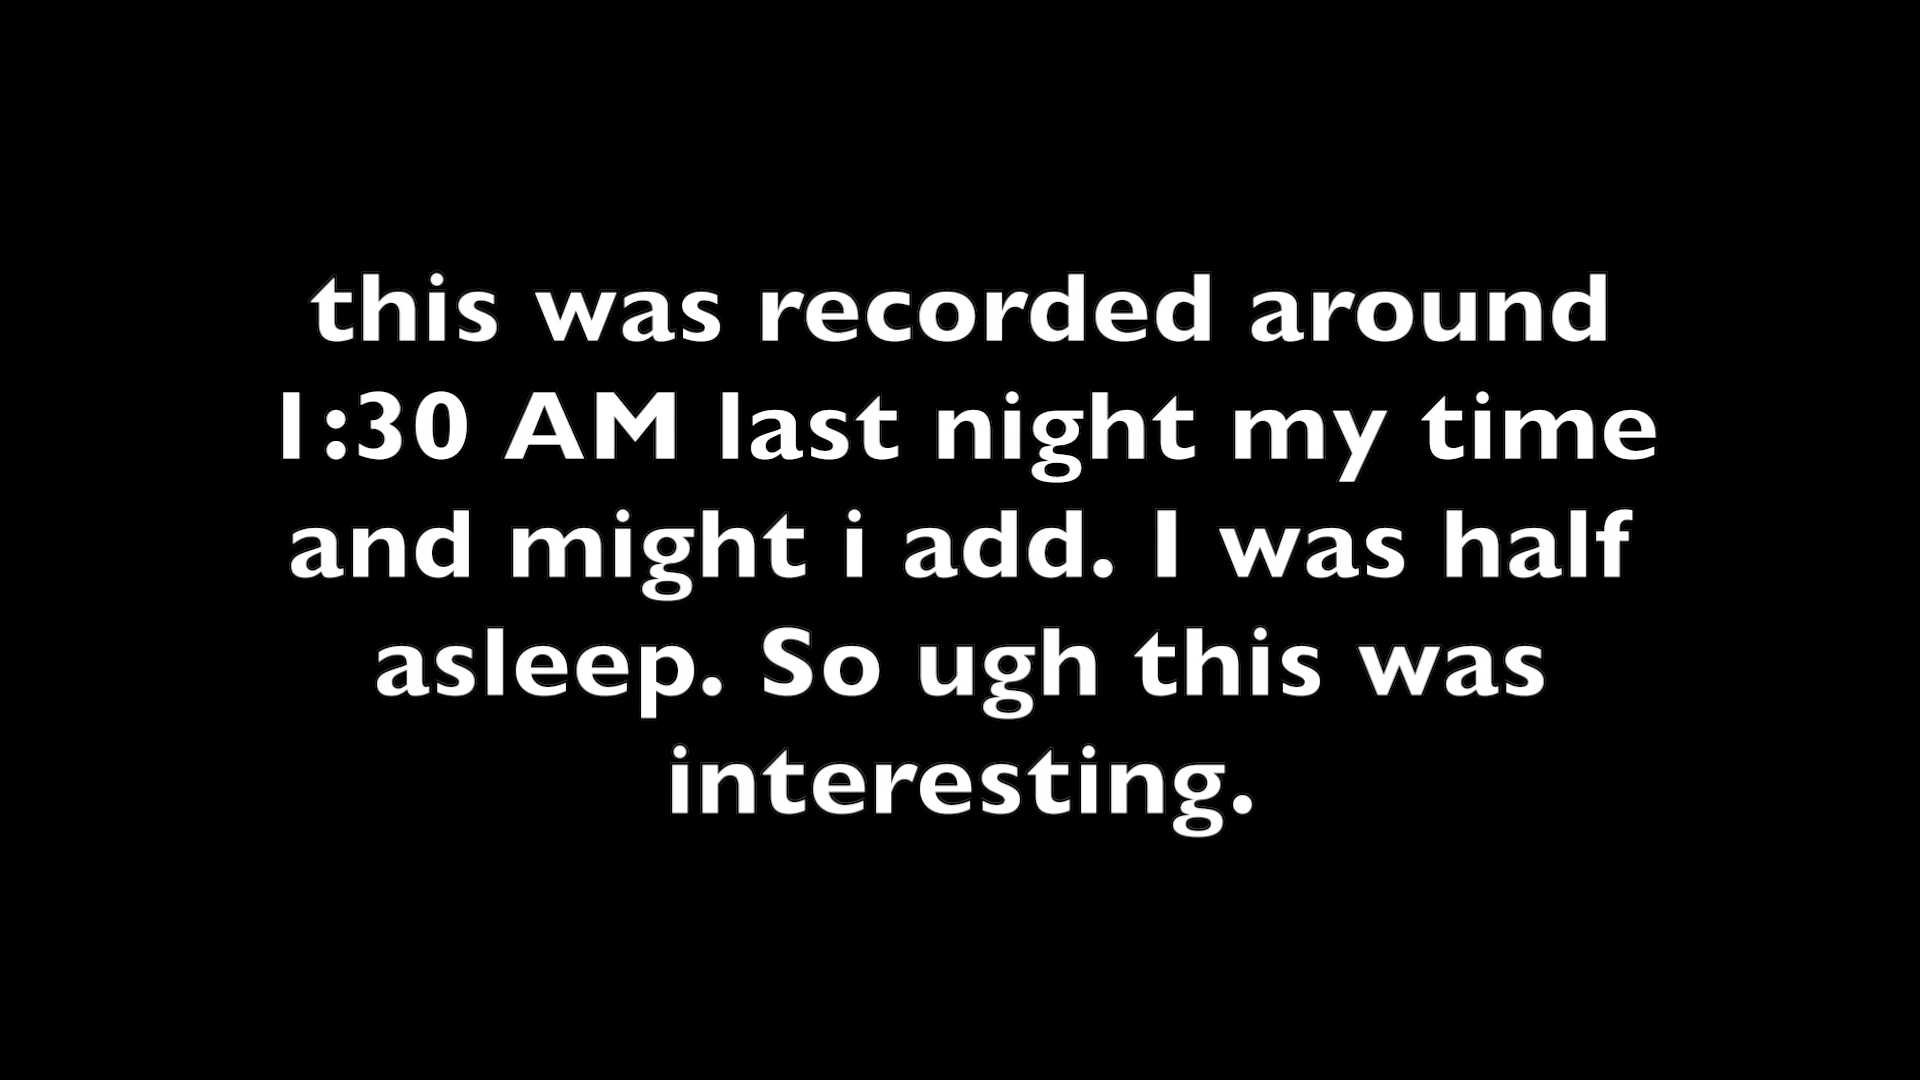 this was recorded around
1:30 AM last night my time
and might i add. I was half
asleep. So ugh this was
interesting.